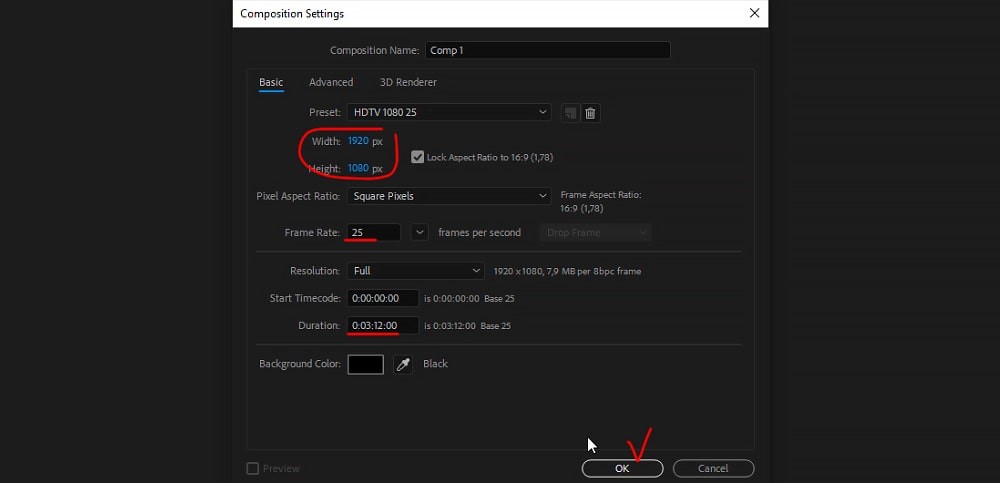 Composition Settings
Composition Name: Comp 1
Basic Advanced 3D Renderer
Preset: HDTV 1080 25
Width: 1920 px
Lock Aspect Ratio to 16:9 (1,78)
Height: 1080 px
Pixel Aspect Ratio: Square Pixels
Frame Aspect Ratio:
16:9 (1,78)
Frame Rate: 25 frames per second Drop Frame
Resolution: Full 1920 x 1080, 7,9 MB per 8bpc frame
Start Timecode: 0:00:00:00 is 0:00:00:00 Base 25
Duration: 0:03:12:00 is 0:03:12:00 Base 25
Background Color: Black
Preview OK Cancel